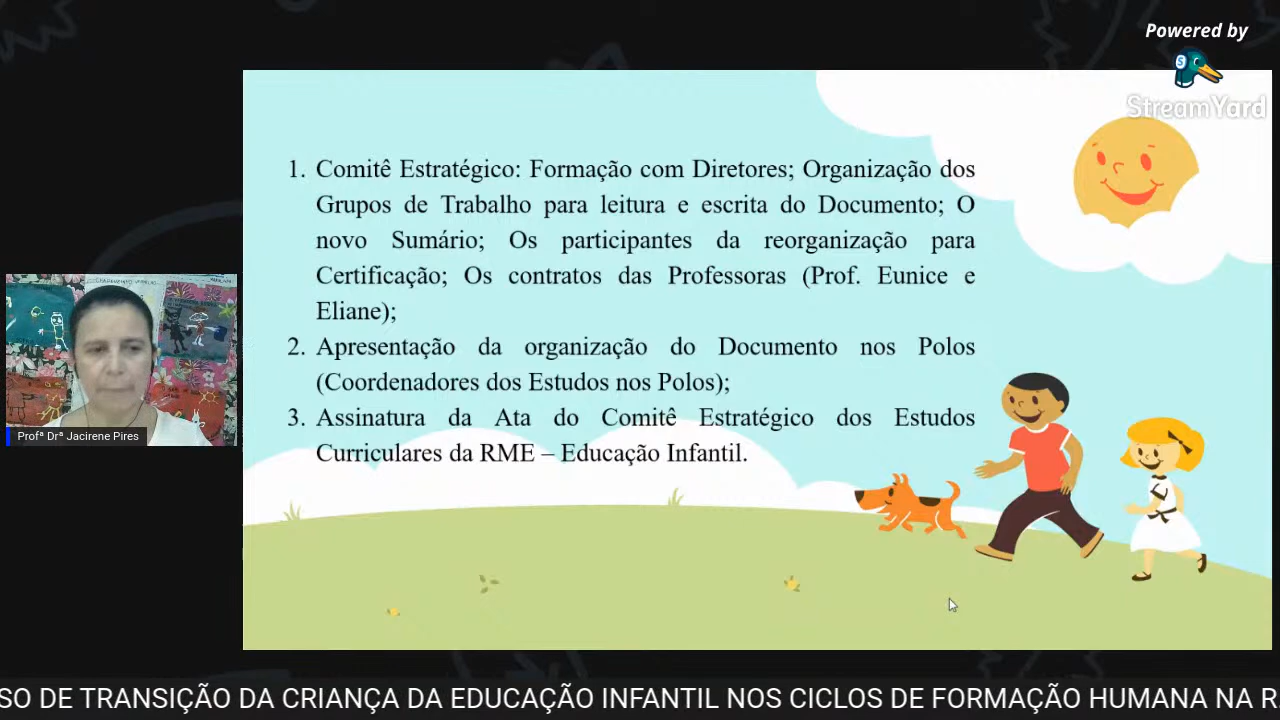 Powered by
StreamYard
1. Comitê Estratégico: Formação com Diretores; Organização dos
Grupos de Trabalho para leitura e escrita do Documento; O
novo Sumário; Os participantes da reorganização para
Certificação; Os contratos das Professoras (Prof. Eunice e
Eliane);
2. Apresentação da organização do Documento nos Polos
(Coordenadores dos Estudos nos Polos);
3. Assinatura da Ata do Comitê Estratégico dos Estudos
Curriculares da RME – Educação Infantil.
Profª Drª Jacirene Pires
SO DE TRANSIÇÃO DA CRIANÇA DA EDUCAÇÃO INFANTIL NOS CICLOS DE FORMAÇÃO HUMANA NA R